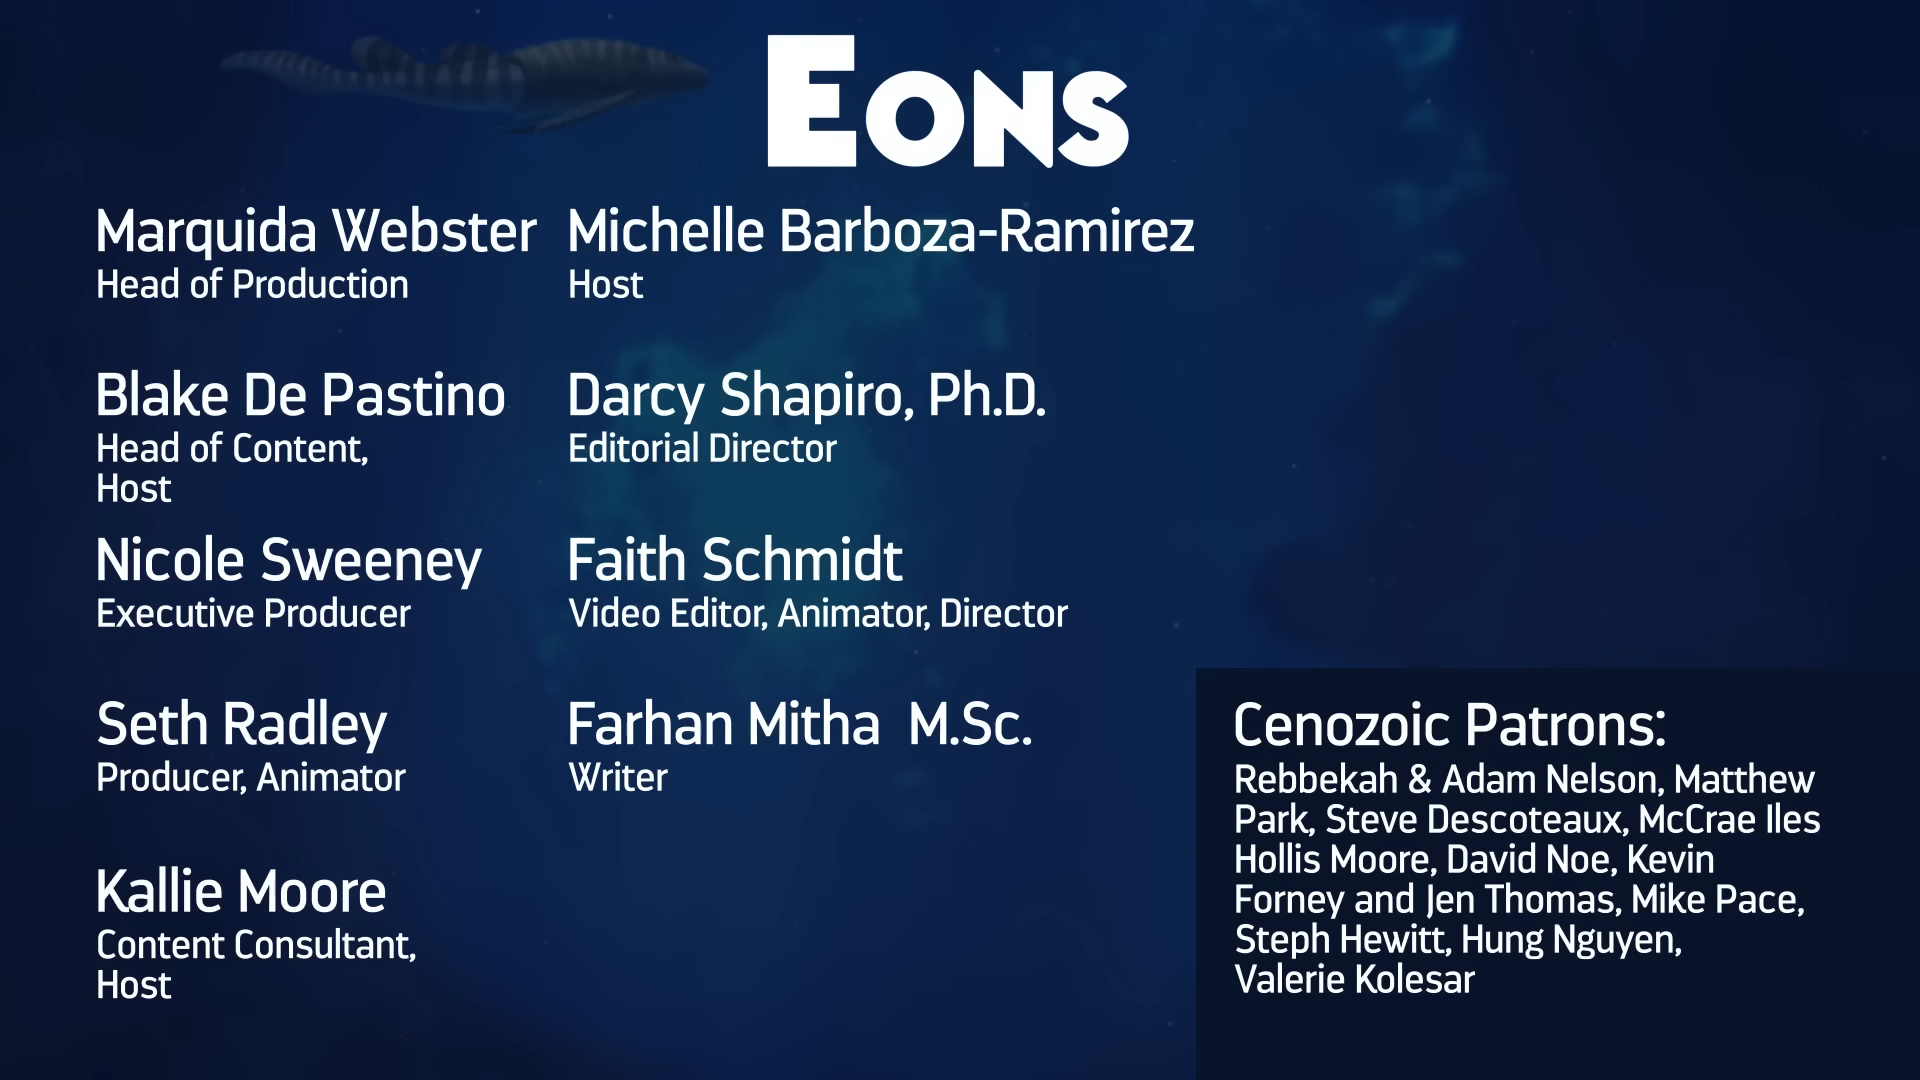 EONS
Marquida Webster
Head of Production
Michelle Barboza-Ramirez
Host
Blake De Pastino
Head of Content,
Host
Darcy Shapiro, Ph.D.
Editorial Director
Nicole Sweeney
Executive Producer
Faith Schmidt
Video Editor, Animator, Director
Seth Radley
Producer, Animator
Farhan Mitha  M.Sc.
Writer
Kallie Moore
Content Consultant,
Host
Cenozoic Patrons:
Rebbekah & Adam Nelson, Matthew
Park, Steve Descoteaux, McCrae Iles
Hollis Moore, David Noe, Kevin
Forney and Jen Thomas, Mike Pace,
Steph Hewitt, Hung Nguyen,
Valerie Kolesar